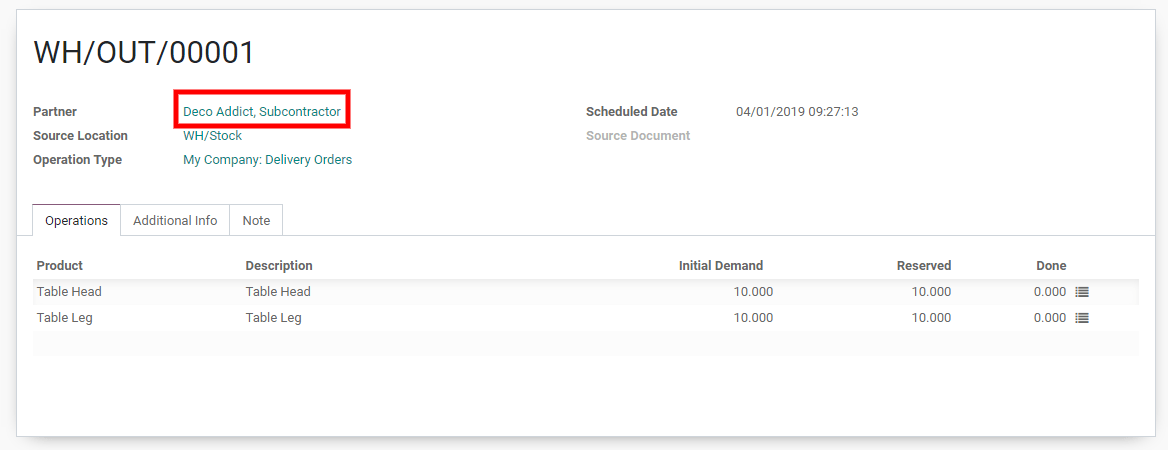 WH/OUT/00001
Partner Deco Addict, Subcontractor Scheduled Date 04/01/2019 09:27:13
Source Location WH/Stock Source Document
Operation Type My Company: Delivery Orders
Operations Additional Info Note
Product Description Initial Demand Reserved Done
Table Head Table Head 10.000 10.000 0.000
Table Leg Table Leg 10.000 10.000 0.000